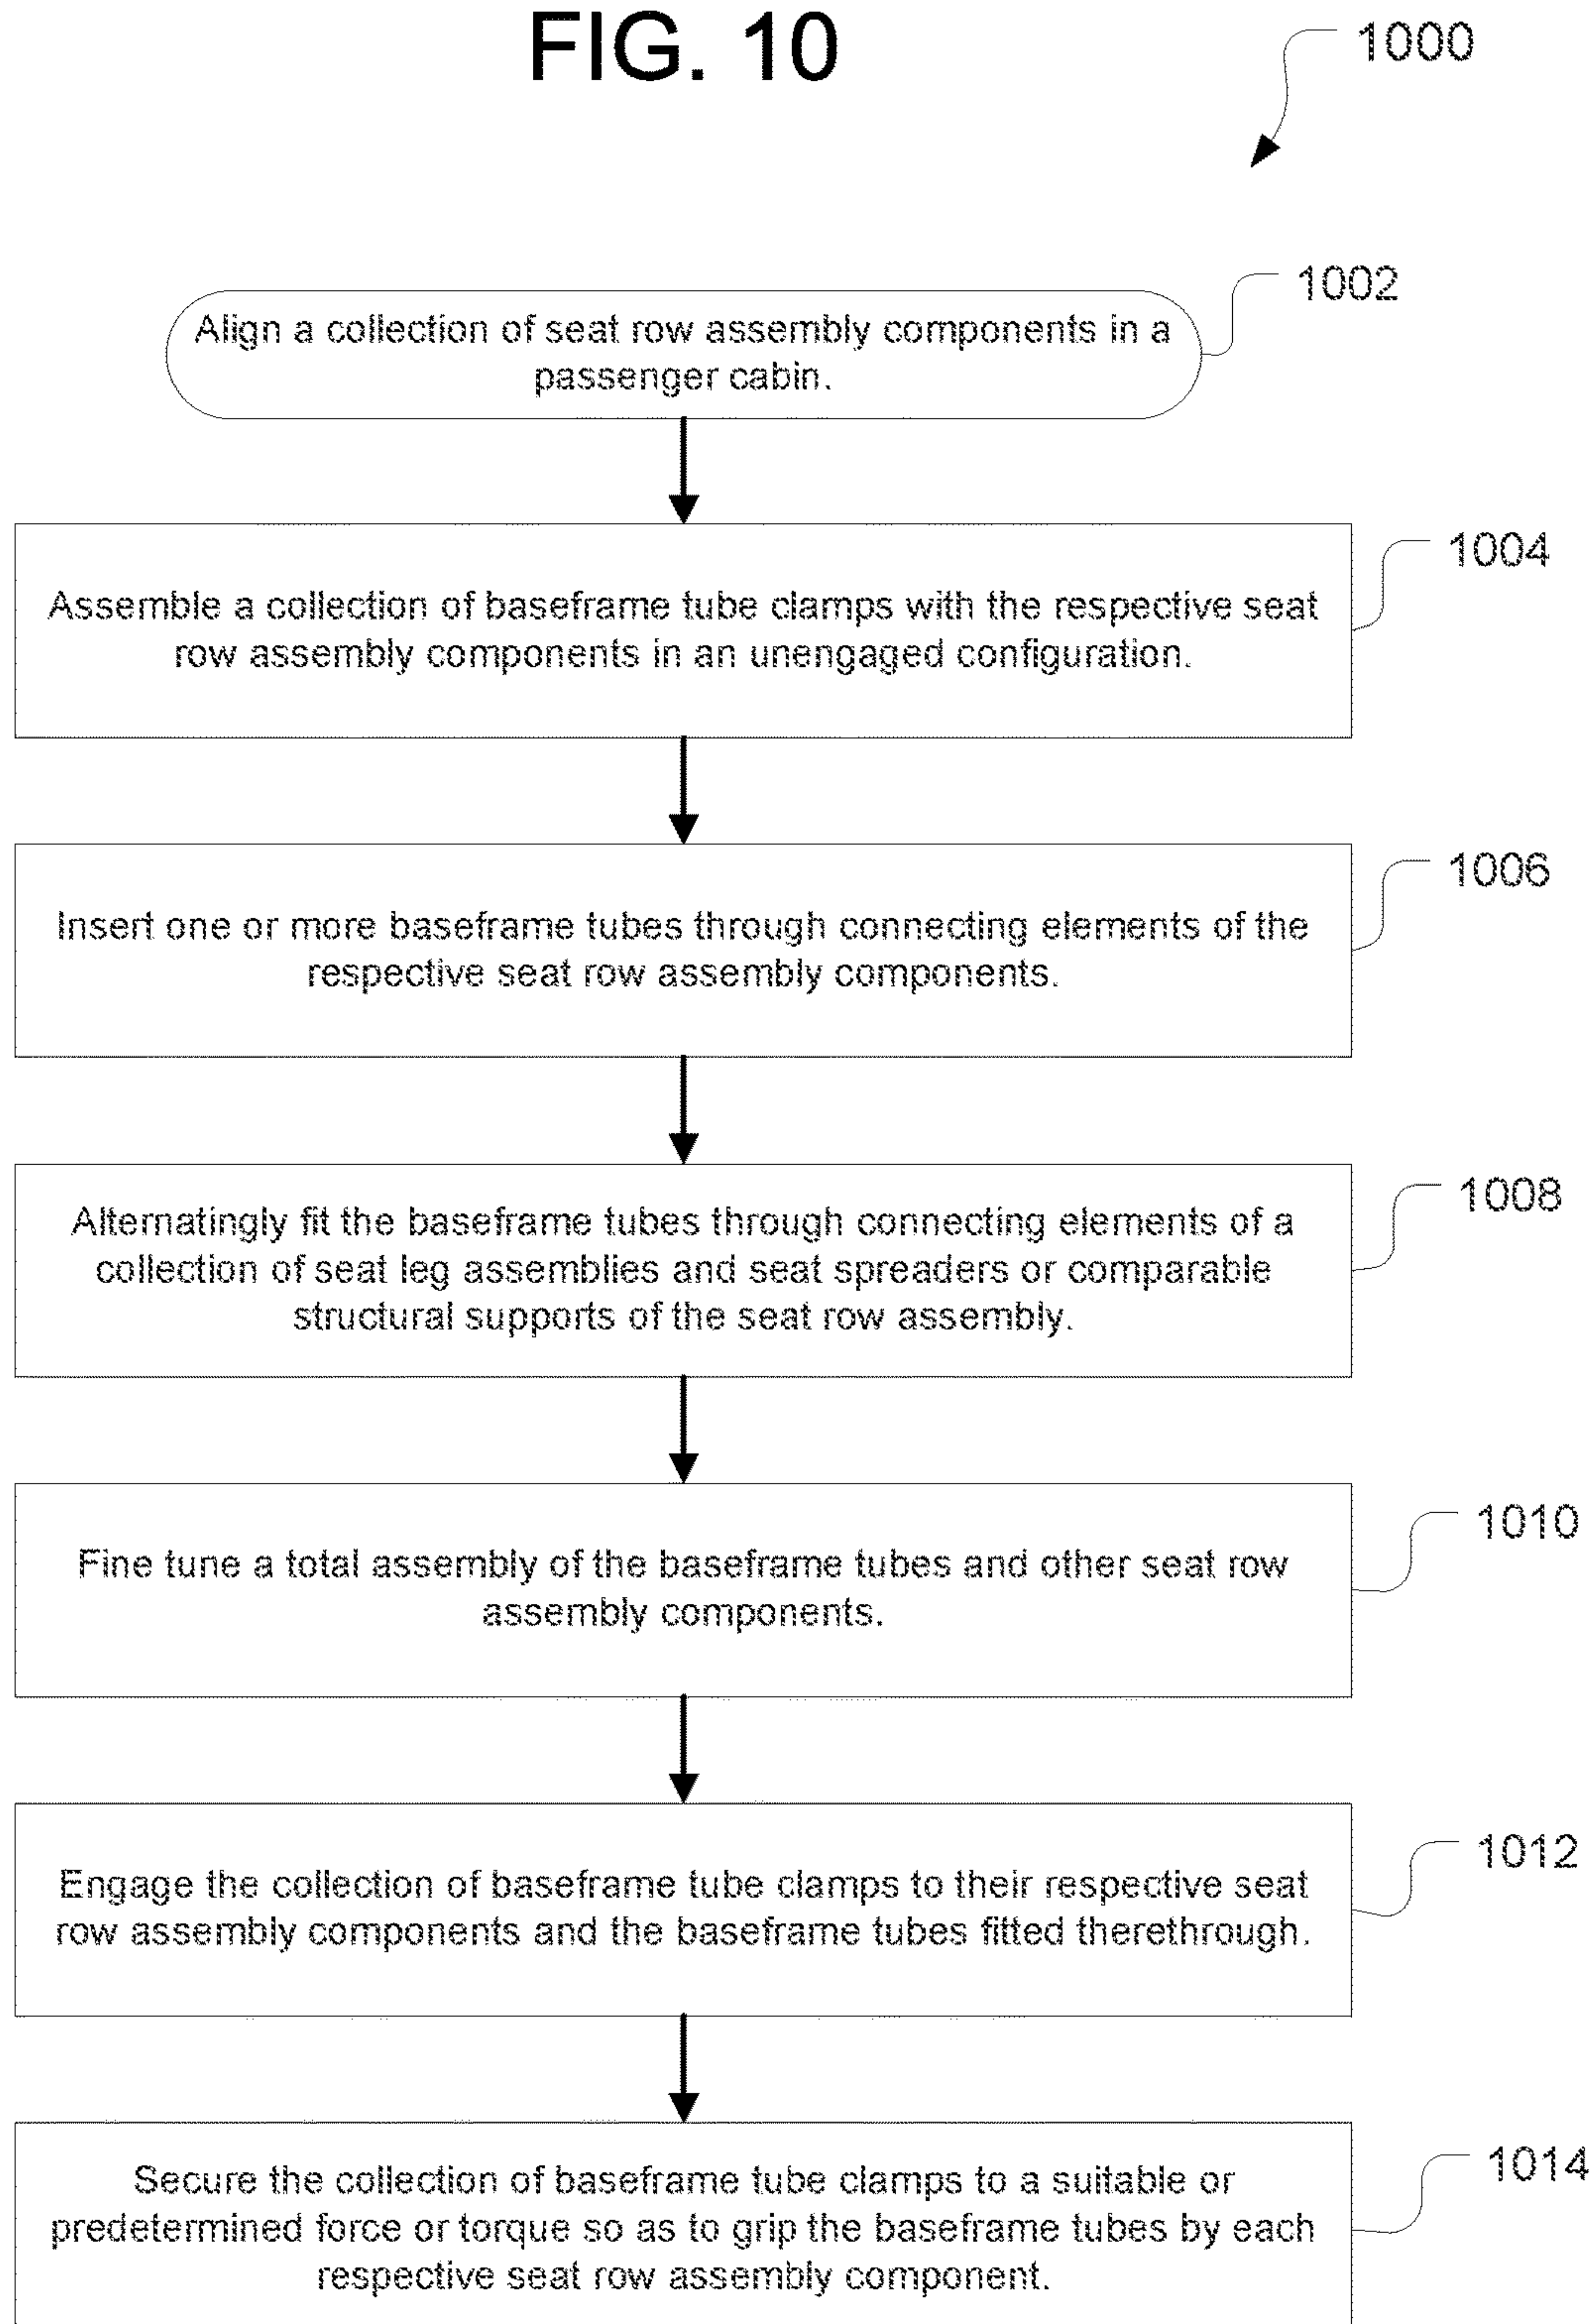 FIG. 10
1000
1002
Align a collection of seat row assembly components in a
passenger cabin.
1004
Assemble a collection of baseframe tube clamps with the respective seat
row assembly components in an unengaged configuration.
1006
Insert one or more baseframe tubes through connecting elements of the
respective seat row assembly components.
1008
Alternatingly fit the baseframe tubes through connecting elements of a
collection of seat leg assemblies and seat spreaders or comparable
structural supports of the seat row assembly.
1010
Fine tune a total assembly of the baseframe tubes and other seat row
assembly components.
1012
Engage the collection of baseframe tube clamps to their respective seat
row assembly components and the baseframe tubes fitted therethrough.
1014
Secure the collection of baseframe tube clamps to a suitable or
predetermined force or torque so as to grip the baseframe tubes by each
respective seat row assembly component.